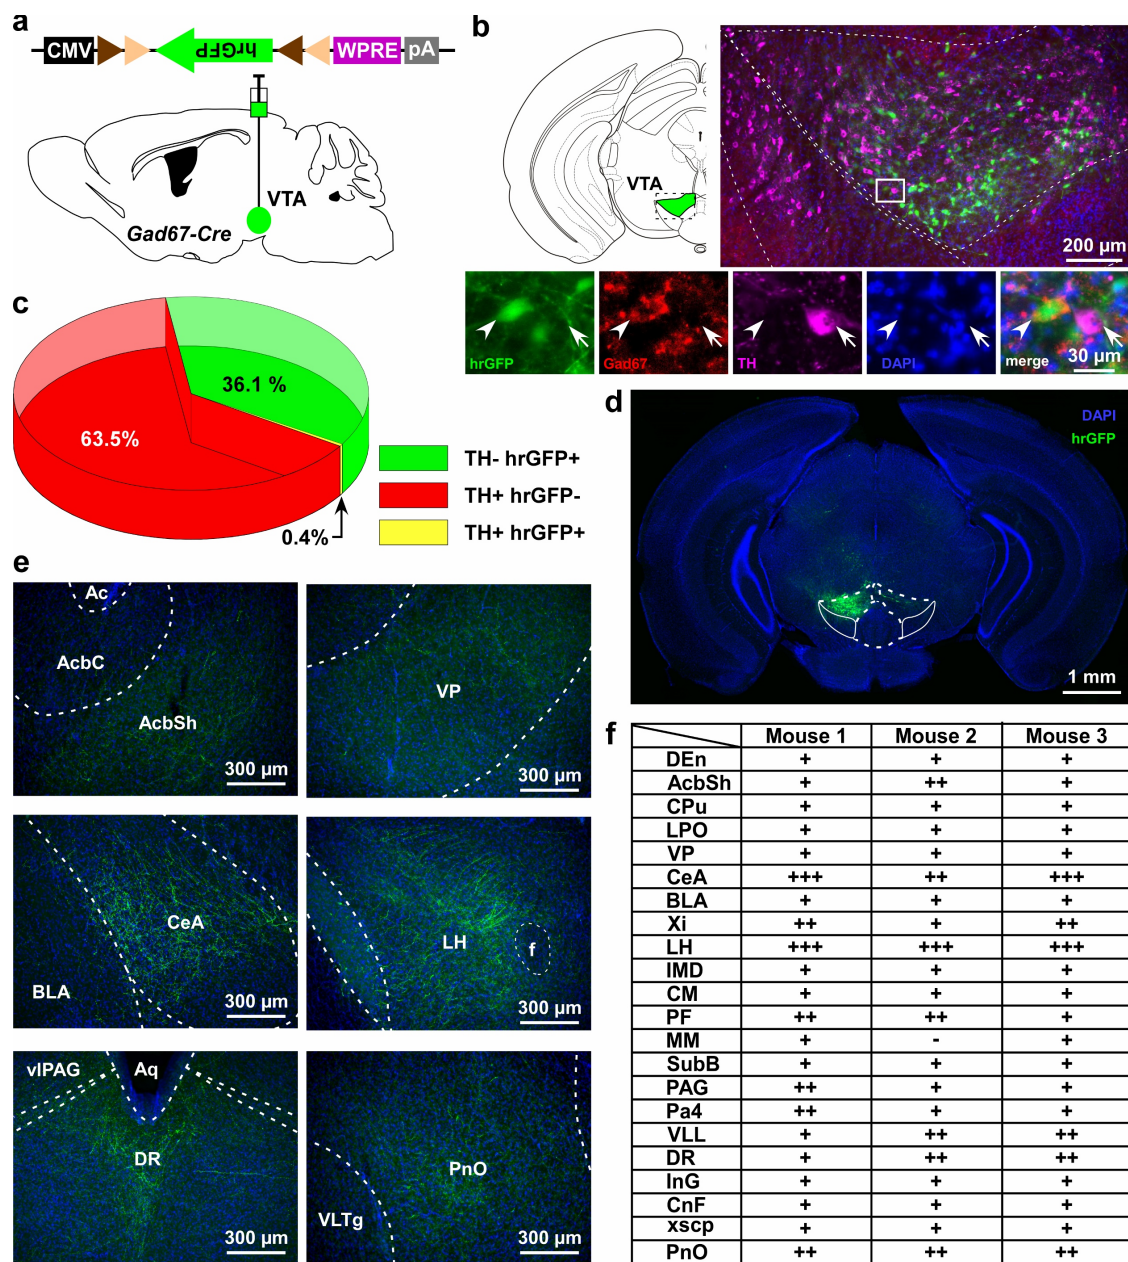 a
CMV hrGFP WPRE pA
VTA
Gad67-Cre
b
VTA
200 µm
hrGFP
Gad67
TH
DAPI
merge
30 µm
c
36.1 %
63.5%
0.4%
TH- hrGFP+
TH+ hrGFP-
TH+ hrGFP+
d
DAPI
hrGFP
1 mm
e
Ac
AcbC
AcbSh
300 µm
VP
300 µm
CeA
BLA
300 µm
LH
f
300 µm
vlPAG
Aq
DR
300 µm
PnO
VLTg
300 µm
f
Mouse 1 Mouse 2 Mouse 3
DEn + + +
AcbSh + ++ +
CPu + + +
LPO + + +
VP + + +
CeA +++ ++ +++
BLA + + +
Xi ++ + ++
LH +++ +++ +++
IMD + + +
CM + + +
PF ++ ++ +
MM + - +
SubB + + +
PAG ++ + +
Pa4 ++ + +
VLL + ++ ++
DR + ++ ++
InG + + +
CnF + + +
xscp + + +
PnO ++ ++ ++